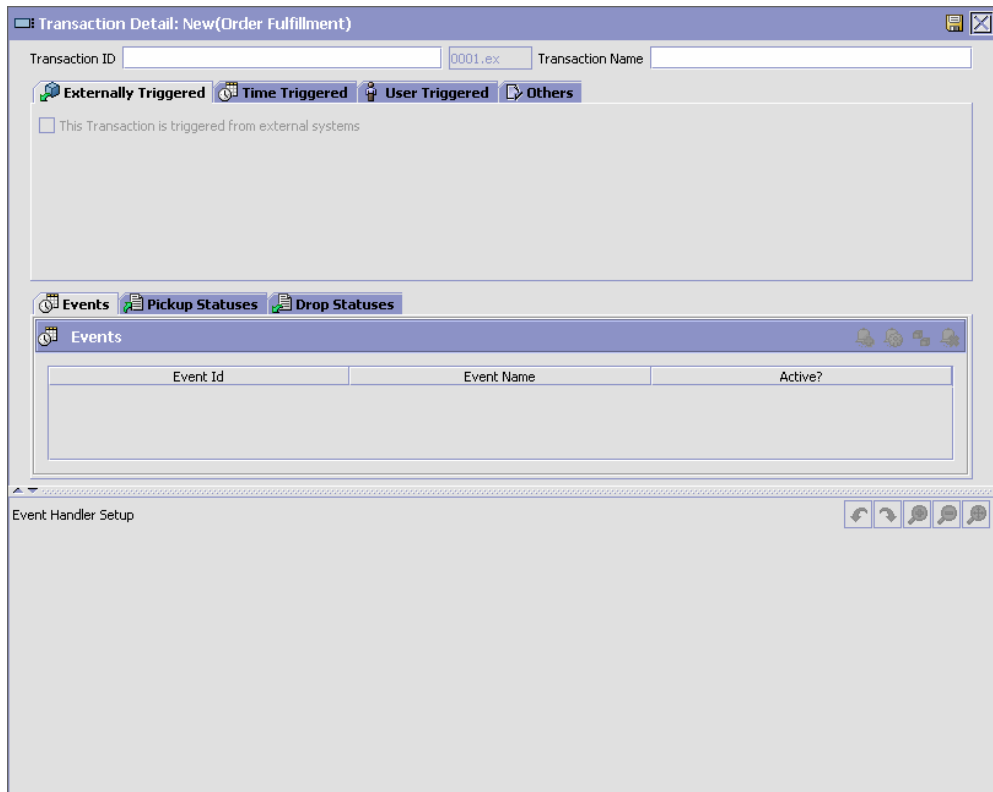 Transaction Detail: New(Order Fulfillment)
Transaction ID 0001.ex Transaction Name
Externally Triggered Time Triggered User Triggered Others
This Transaction is triggered from external systems
Events Pickup Statuses Drop Statuses
Events
Event Id Event Name Active?
Event Handler Setup